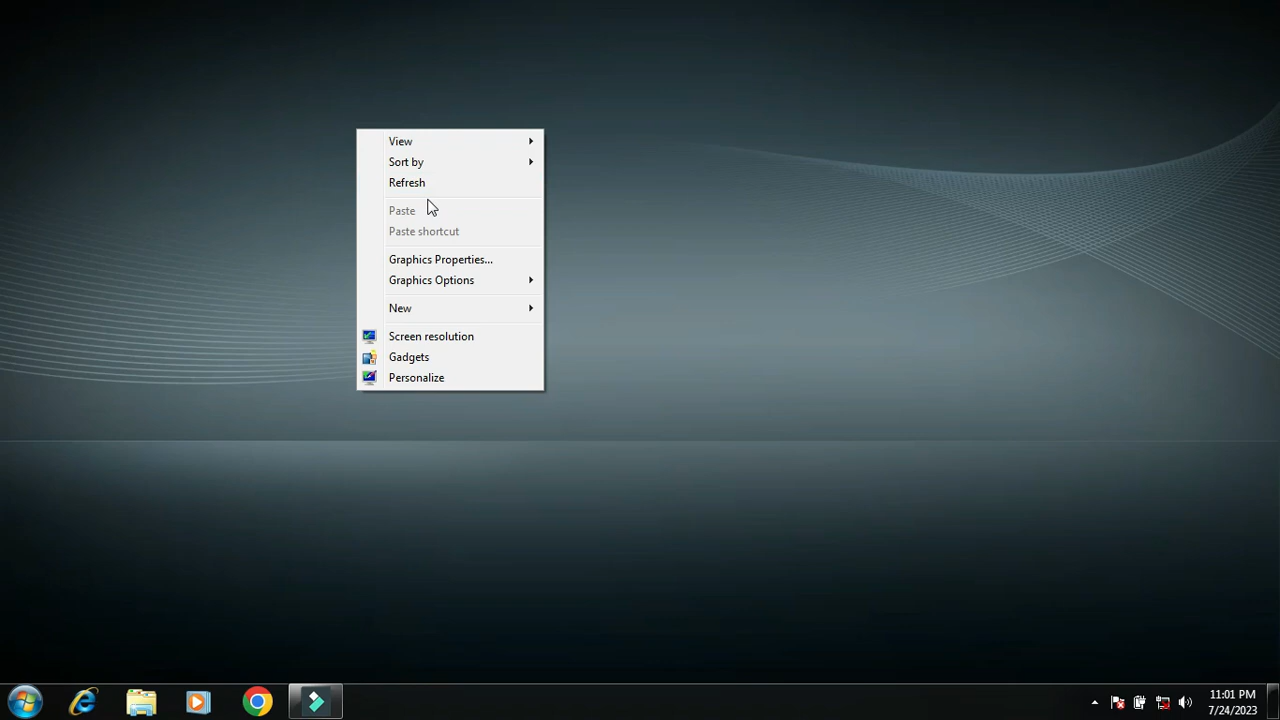 View
Sort by
Refresh
Paste
Paste shortcut
Graphics Properties...
Graphics Options
New
Screen resolution
Gadgets
Personalize
11:01 PM
7/24/2023